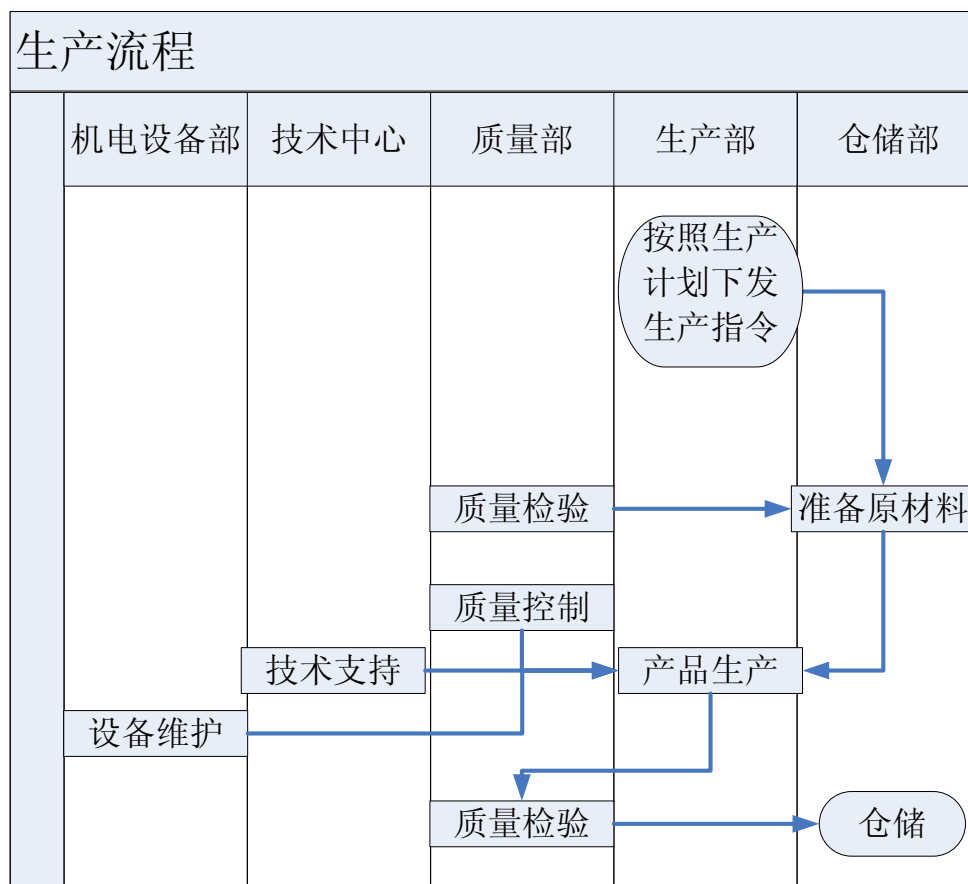 生产流程
机电设备部
技术中心
质量部
生产部
仓储部
按照生产
计划下发
生产指令
质量检验
准备原材料
质量控制
技术支持
产品生产
设备维护
质量检验
仓储